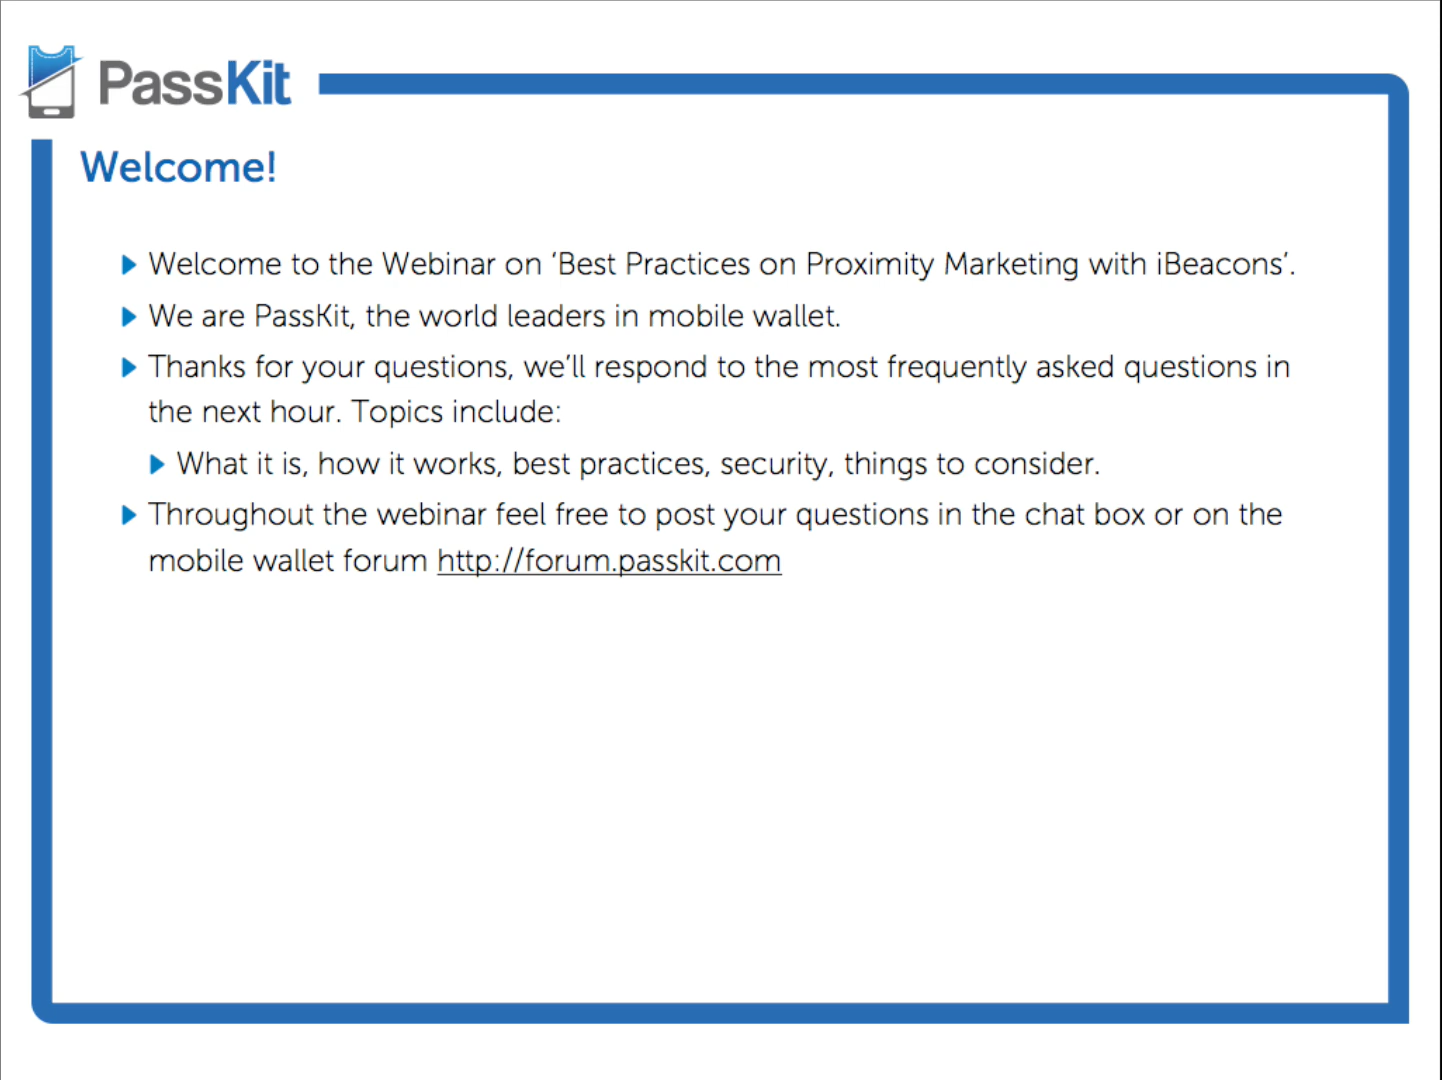 PassKit
Welcome!
Welcome to the Webinar on ‘Best Practices on Proximity Marketing with iBeacons’.
We are PassKit, the world leaders in mobile wallet.
Thanks for your questions, we’ll respond to the most frequently asked questions in
the next hour. Topics include:
What it is, how it works, best practices, security, things to consider.
Throughout the webinar feel free to post your questions in the chat box or on the
mobile wallet forum http://forum.passkit.com